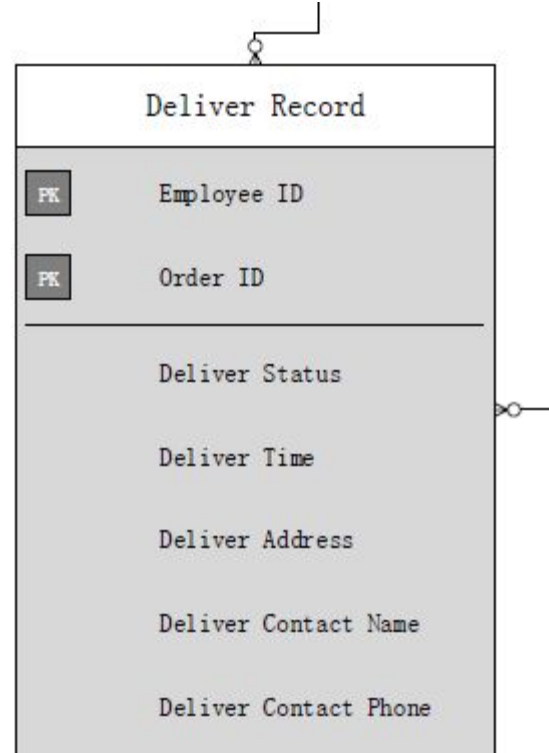 Deliver Record
PK Employee ID
PK Order ID
Deliver Status
Deliver Time
Deliver Address
Deliver Contact Name
Deliver Contact Phone